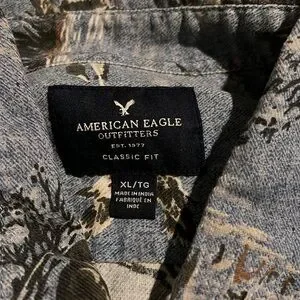 AMERICAN EAGLE
OUTFITTERS
EST. 1977
CLASSIC FIT
XL/TG
MADE IN INDIA
FABRIQUÉ EN
INDE